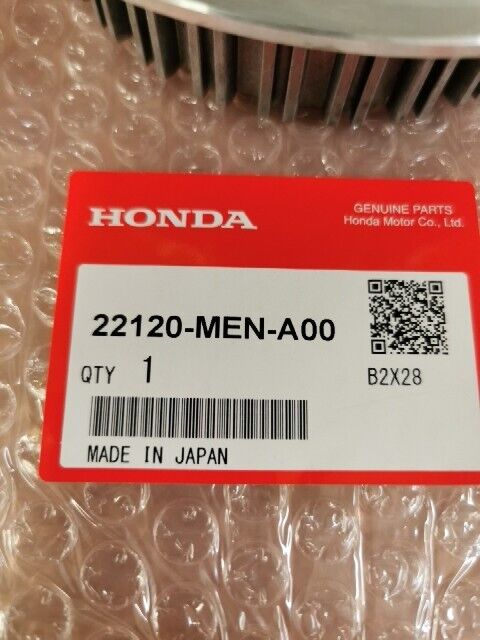 HONDA
GENUINE PARTS
Honda Motor Co., Ltd.
22120-MEN-A00
QTY 1
B2X28
MADE IN JAPAN